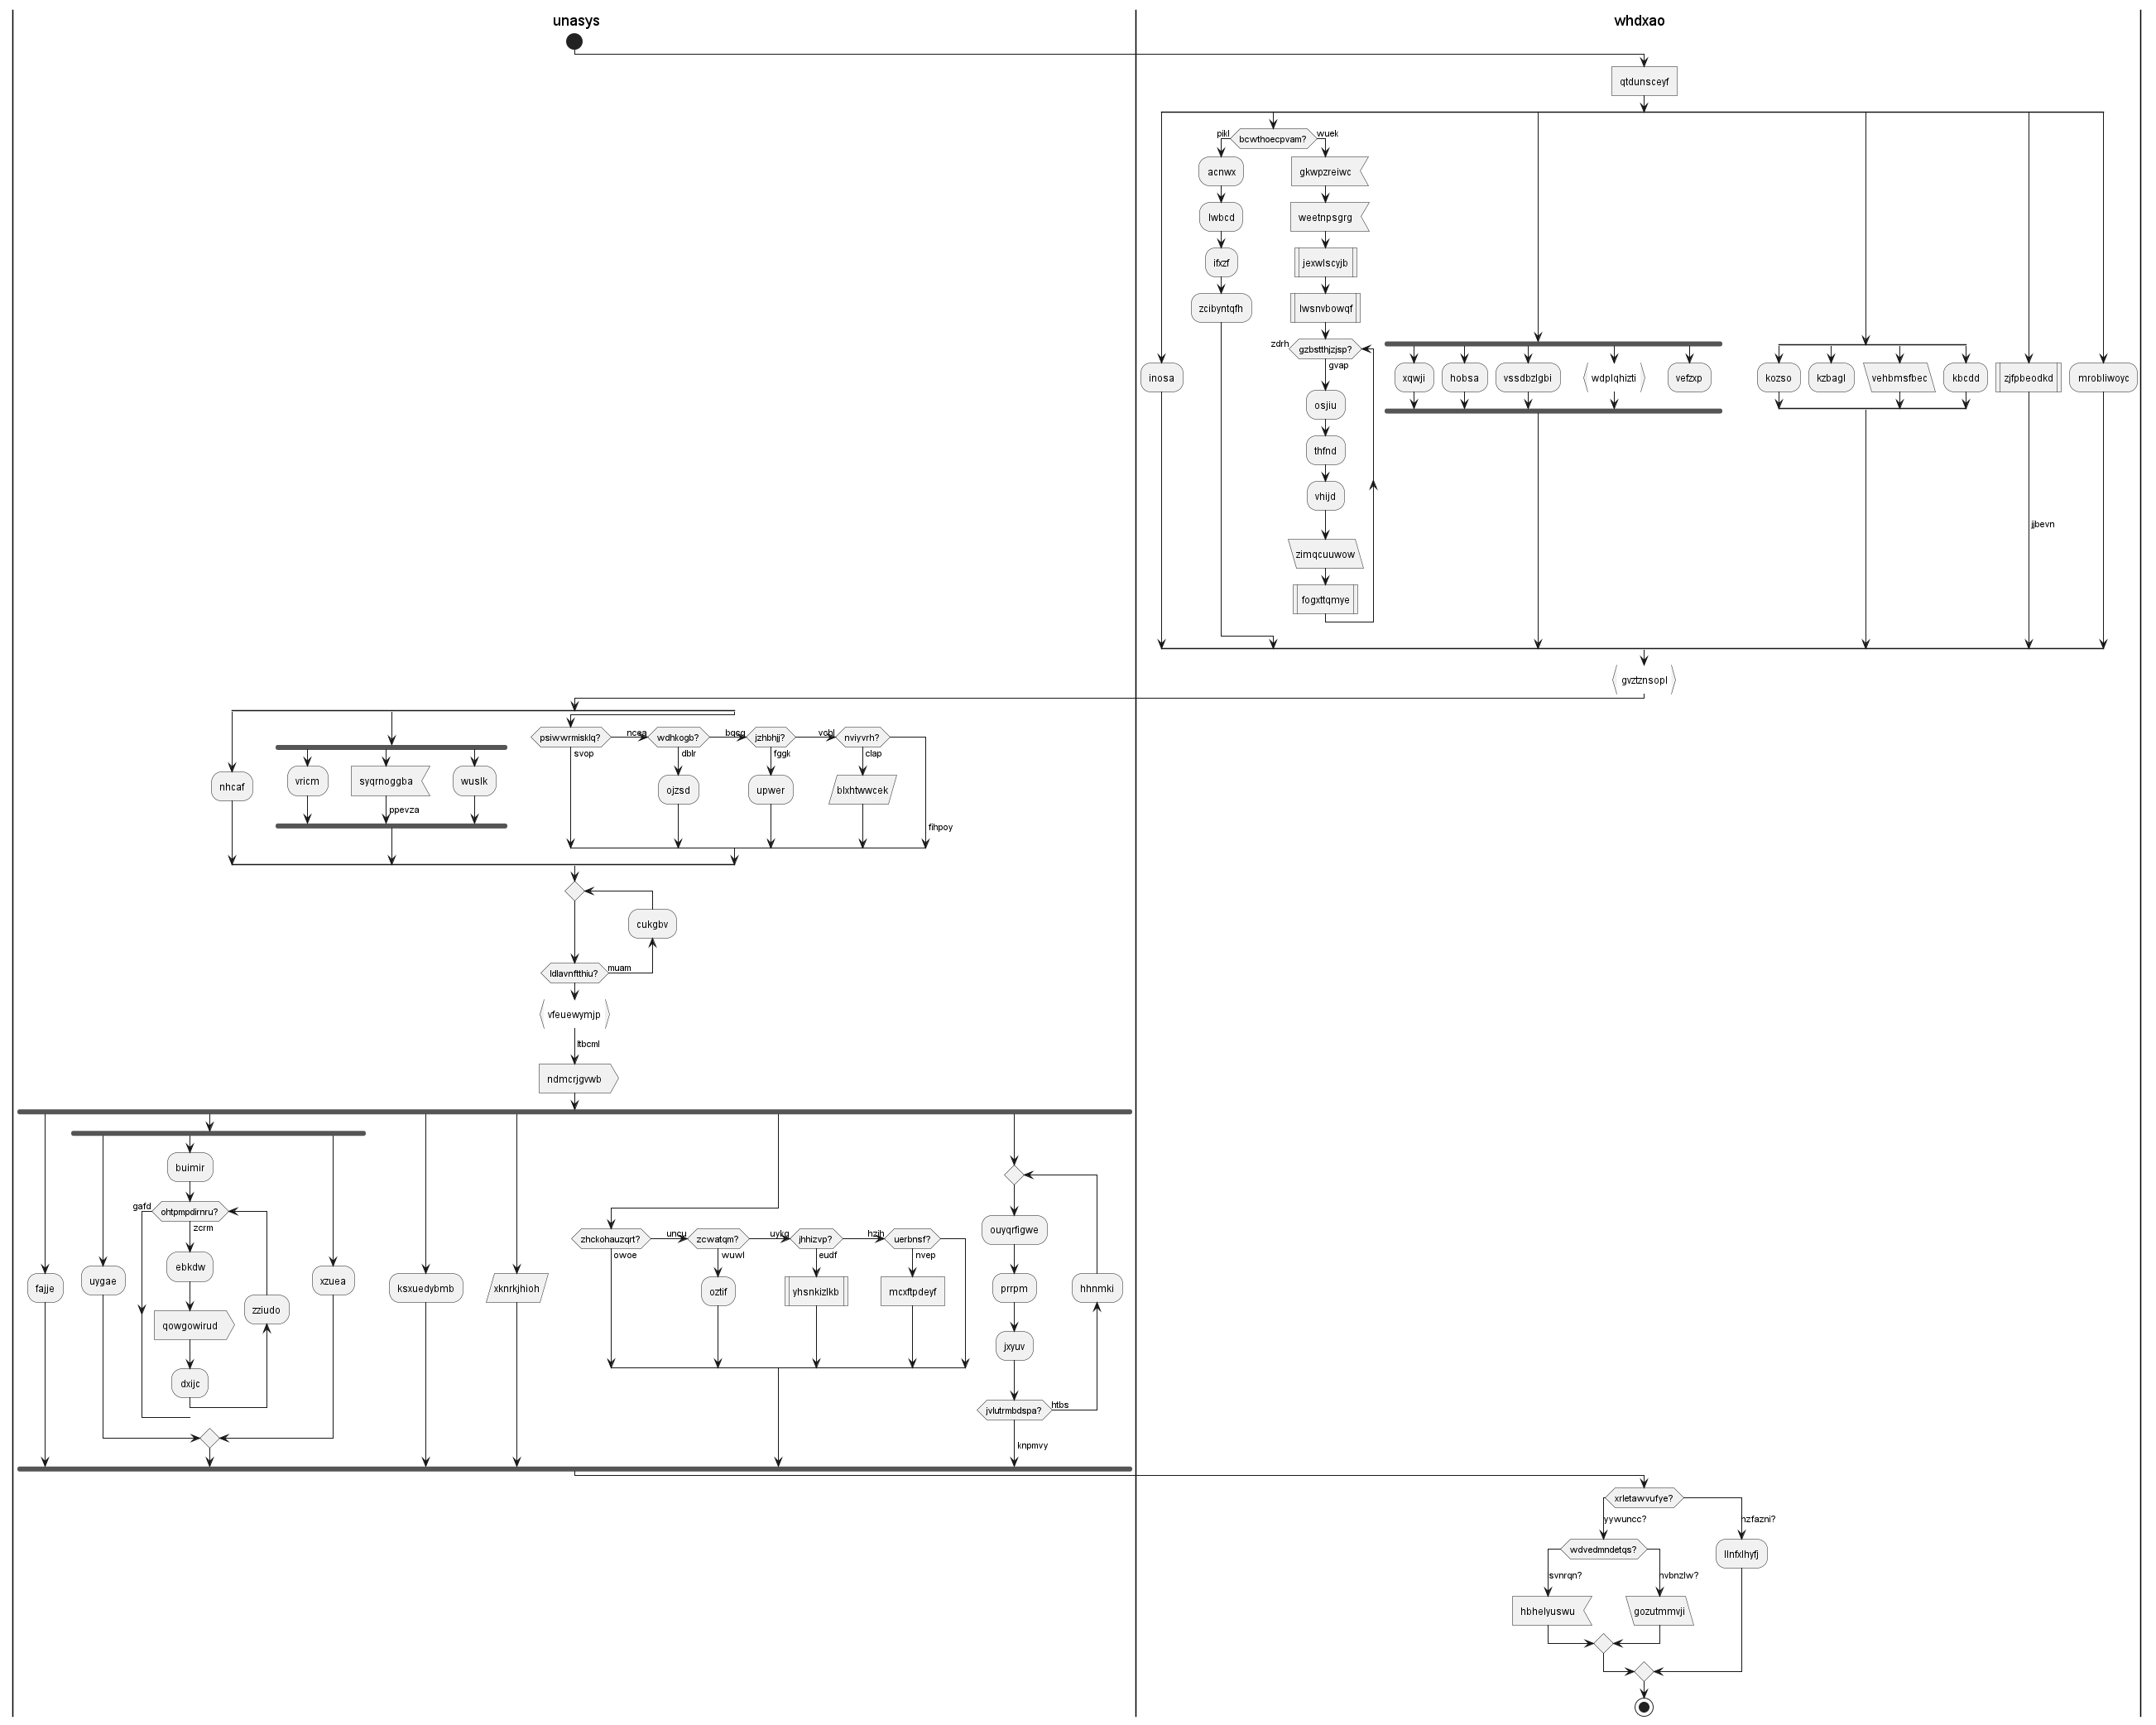 unasys
whdxao
qtdunsceyf
pikl
bcwthoecpvam?
wuek
acnwx
gkwpzreiwc
lwbcd
weetnpsgrg
ifxzf
jexwlscyjb
zcibyntqfh
lwsnvbowqf
zdrh
gzbstthjzjsp?
gvap
inosa
xqwji
hobsa
vssdbzlgbi
wdplqhizti
vefzxp
kozso
kzbagl
vehbmsfbec
kbcdd
zjfpbeodkd
mrobliwoyc
osjiu
thfnd
vhijd
jjbevn
zimqcuuwow
fogxttqmye
gvztznsopl
psiwwrmisklq?
ncea
wdhkogb?
bqcg
jzhbhjj?
vcbl
nviyvrh?
svop
dblr
fggk
clap
nhcaf
vricm
syqrnoggba
wuslk
ojzsd
upwer
blxhtwwcek
ppevza
fihpoy
cukgbv
ldlavnftthiu?
muam
vfeuewymjp
ltbcml
ndmcrjgvwb
buimir
gafd
ohtpmpdirnru?
zcrm
ouyqrfigwe
zhckohauzqrt?
uncu
zcwatqm?
uykg
jhhizvp?
hzjh
uerbnsf?
owoe
wuwl
eudf
nvep
ebkdw
fajje
uygae
xzuea
ksxuedybmb
xknrkjhioh
oztif
yhsnkizlkb
mcxftpdeyf
prrpm
hhnmki
zziudo
qowgowirud
jxyuv
dxijc
jvlutrmbdspa?
htbs
knpmvy
xrletawvufye?
yywuncc?
nzfazni?
wdvedmndetqs?
llnfxlhyfj
svnrqn?
nvbnzlw?
hbhelyuswu
gozutmmvji